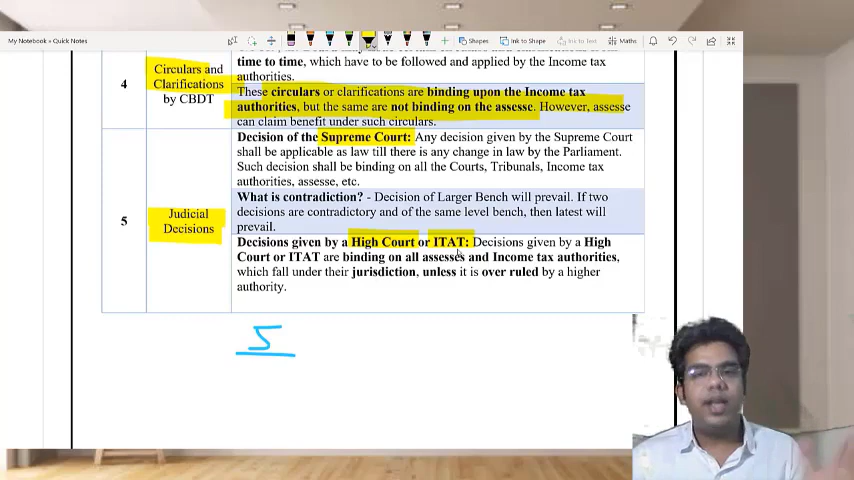 My Notebook » Quick Notes
Shapes
Ink to Shape
Ink to Text
Maths
time to time, which have to be followed and applied by the Income tax
authorities.
4
Circulars and
Clarifications
by CBDT
These circulars or clarifications are binding upon the Income tax
authorities, but the same are not binding on the assesse. However, assesse
can claim benefit under such circulars.
5
Judicial
Decisions
Decision of the Supreme Court: Any decision given by the Supreme Court
shall be applicable as law till there is any change in law by the Parliament.
Such decision shall be binding on all the Courts, Tribunals, Income tax
authorities, assesse, etc.
What is contradiction? - Decision of Larger Bench will prevail. If two
decisions are contradictory and of the same level bench, then latest will
prevail.
Decisions given by a High Court or ITAT: Decisions given by a High
Court or ITAT are binding on all assesses and Income tax authorities,
which fall under their jurisdiction, unless it is over ruled by a higher
authority.
5